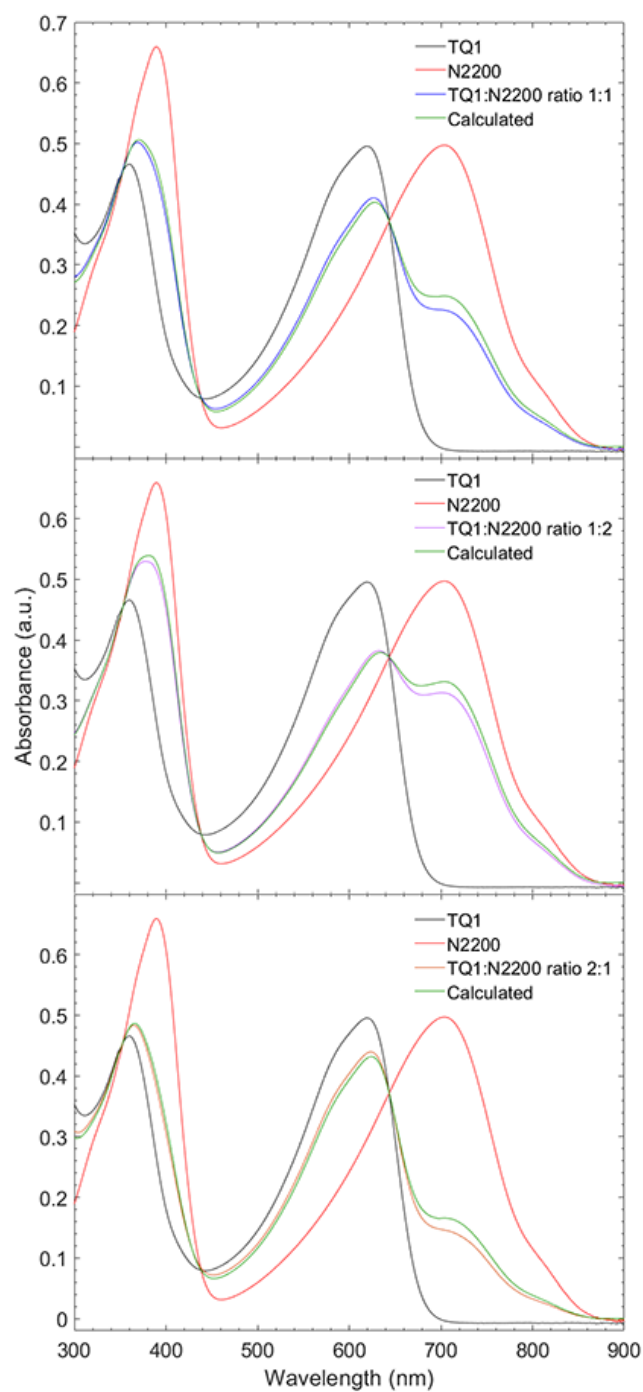 0.7
TQ1
N2200
TQ1:N2200 ratio 1:1
Calculated
0.6
0.5
0.4
0.3
0.2
0.1
TQ1
N2200
TQ1:N2200 ratio 1:2
Calculated
0.6
0.5
0.4
0.3
0.2
0.1
Absorbance (a.u.)
TQ1
N2200
TQ1:N2200 ratio 2:1
Calculated
0.6
0.5
0.4
0.3
0.2
0.1
0
300 400 500 600 700 800 900
Wavelength (nm)